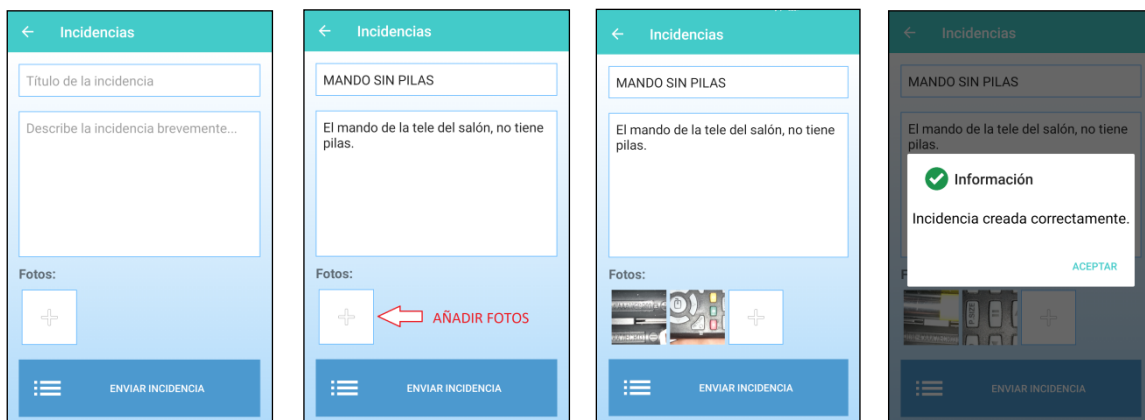 Incidencias
Título de la incidencia
Describe la incidencia brevemente...
Fotos:
ENVIAR INCIDENCIA
Incidencias
MANDO SIN PILAS
El mando de la tele del salón, no tiene
pilas.
Fotos:
AÑADIR FOTOS
ENVIAR INCIDENCIA
Incidencias
MANDO SIN PILAS
El mando de la tele del salón, no tiene
pilas.
Fotos:
ENVIAR INCIDENCIA
Incidencias
MANDO SIN PILAS
El mando de la tele del salón, no tiene
pilas.
Información
Incidencia creada correctamente.
ACEPTAR
P.SIZE
ENVIAR INCIDENCIA